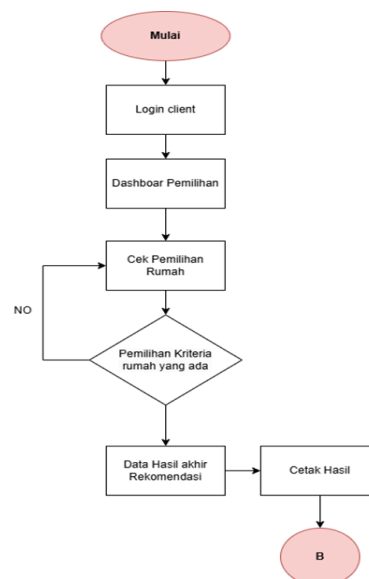 Mulai
Login client
Dashboar Pemilihan
Cek Pemilihan
Rumah
NO
Pemilihan Kriteria
rumah yang ada
Data Hasil akhir
Rekomendasi
Cetak Hasil
B